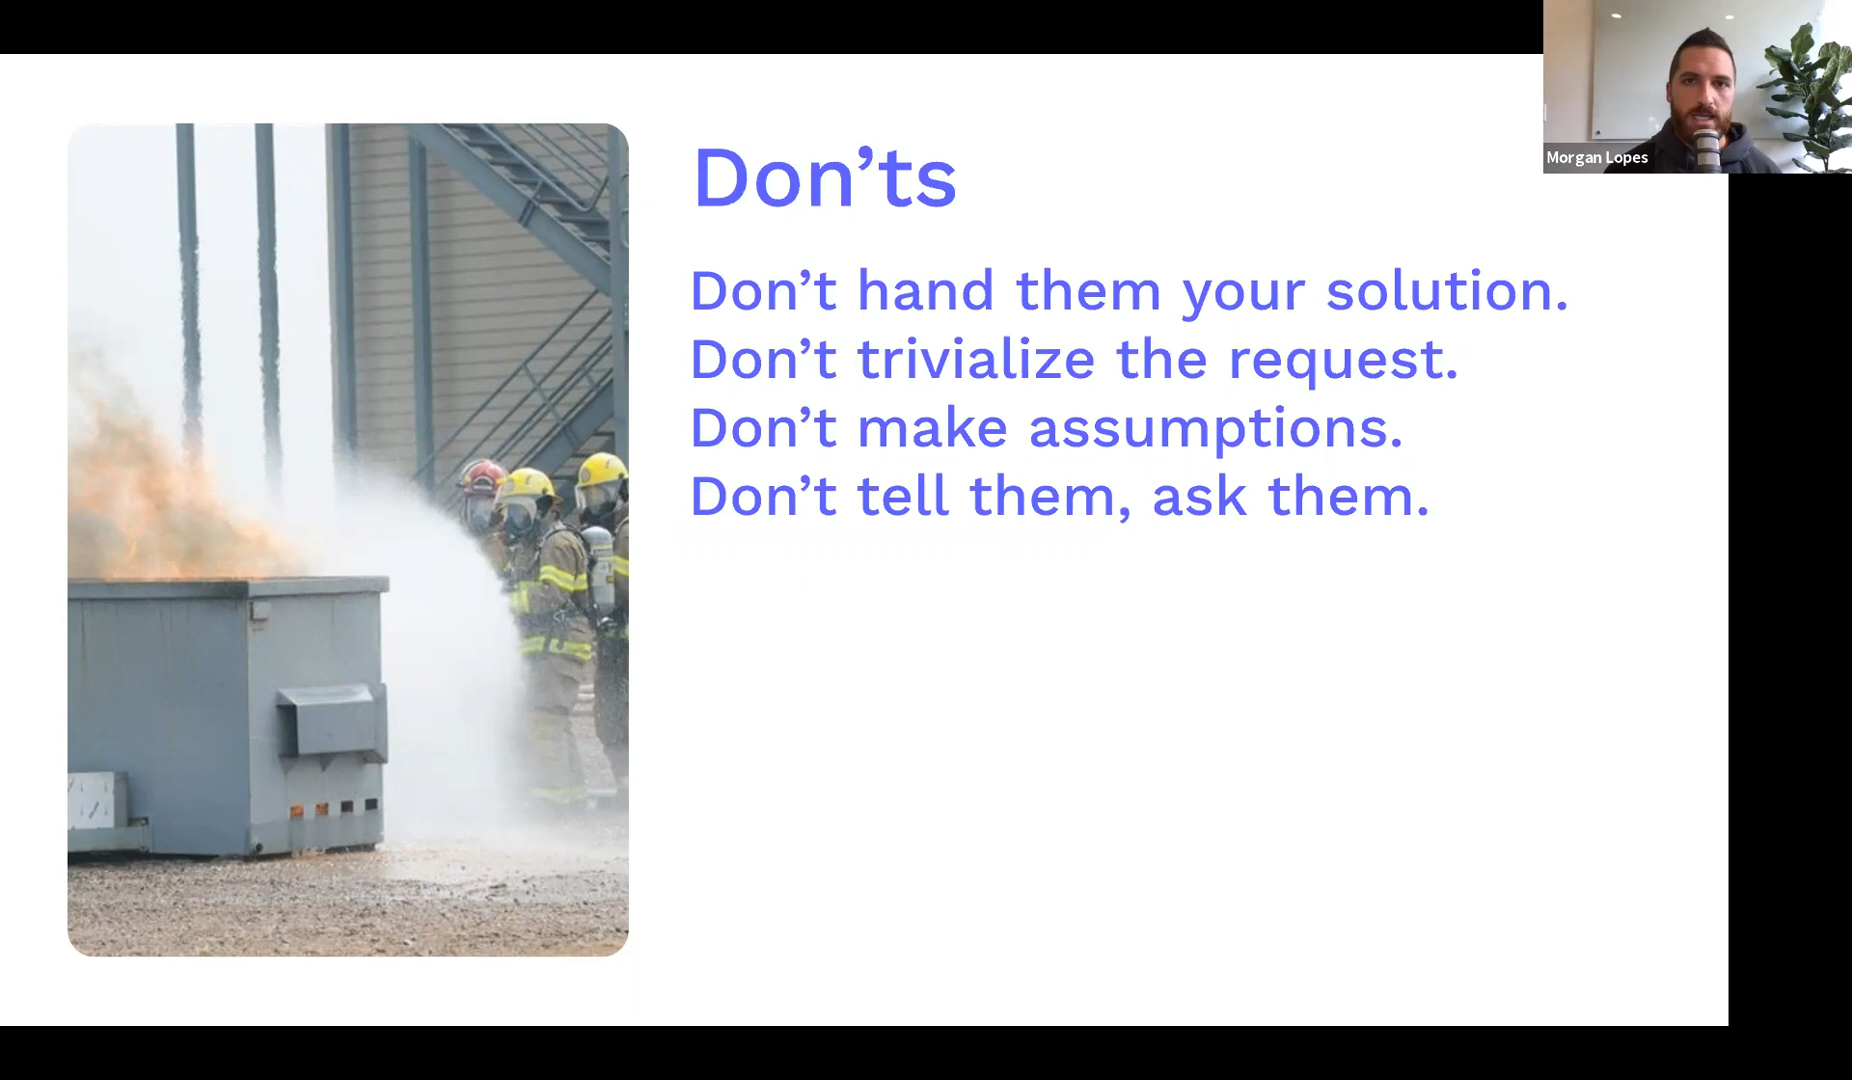 Don’ts
Don’t hand them your solution.
Don’t trivialize the request.
Don’t make assumptions.
Don’t tell them, ask them.
Morgan Lopes